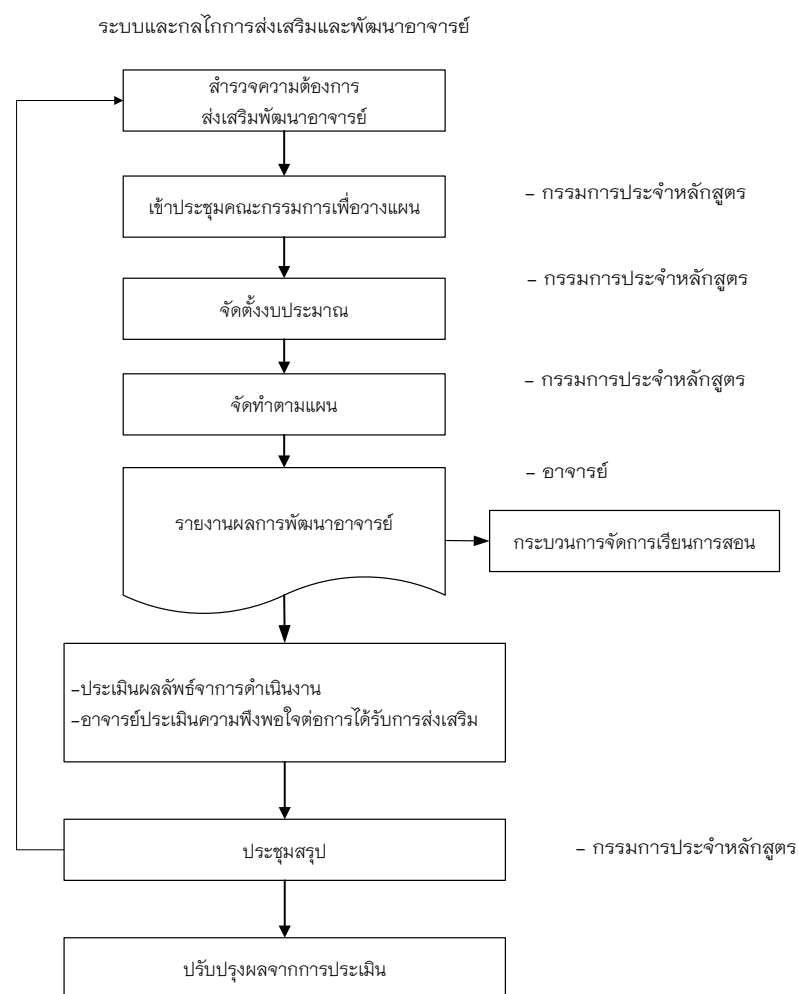 ระบบและกลไกการส่งเสริมและพัฒนาอาจารย์
สำรวจความต้องการ
ส่งเสริมพัฒนาอาจารย์
เข้าประชุมคณะกรรมการเพื่อวางแผน
– กรรมการประจำหลักสูตร
จัดตั้งงบประมาณ
– กรรมการประจำหลักสูตร
จัดทำตามแผน
– กรรมการประจำหลักสูตร
– อาจารย์
รายงานผลการพัฒนาอาจารย์
กระบวนการจัดการเรียนการสอน
–ประเมินผลลัพธ์จาการดำเนินงาน
–อาจารย์ประเมินความพึงพอใจต่อการได้รับการส่งเสริม
ประชุมสรุป
– กรรมการประจำหลักสูตร
ปรับปรุงผลจากการประเมิน